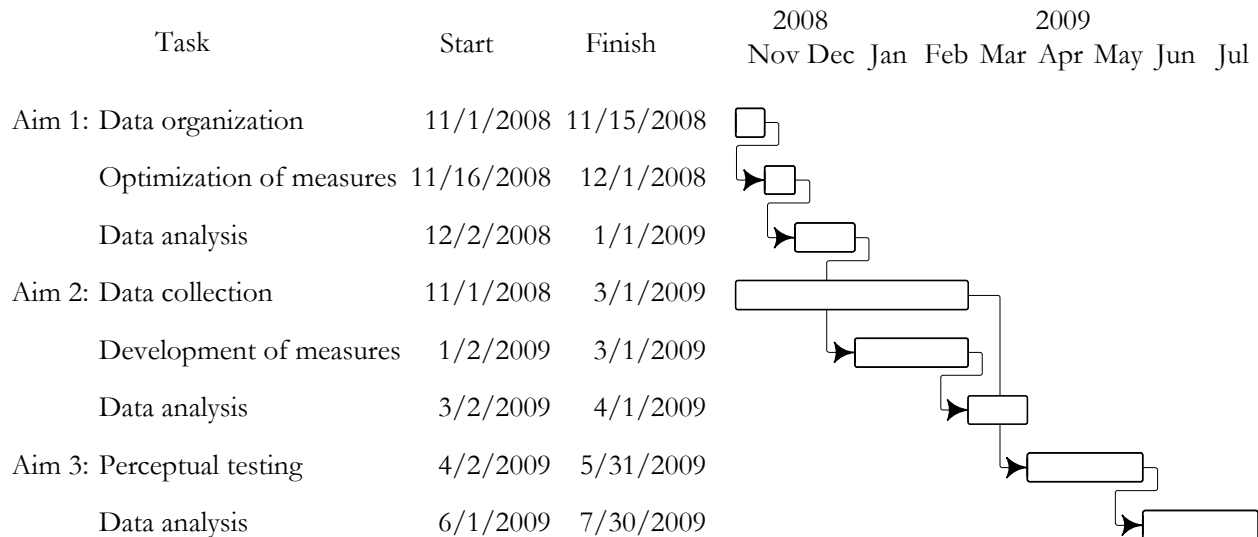 2008 2009
Task Start Finish Nov Dec Jan Feb Mar Apr May Jun Jul
Aim 1: Data organization 11/1/2008 11/15/2008
Optimization of measures 11/16/2008 12/1/2008
Data analysis 12/2/2008 1/1/2009
Aim 2: Data collection 11/1/2008 3/1/2009
Development of measures 1/2/2009 3/1/2009
Data analysis 3/2/2009 4/1/2009
Aim 3: Perceptual testing 4/2/2009 5/31/2009
Data analysis 6/1/2009 7/30/2009